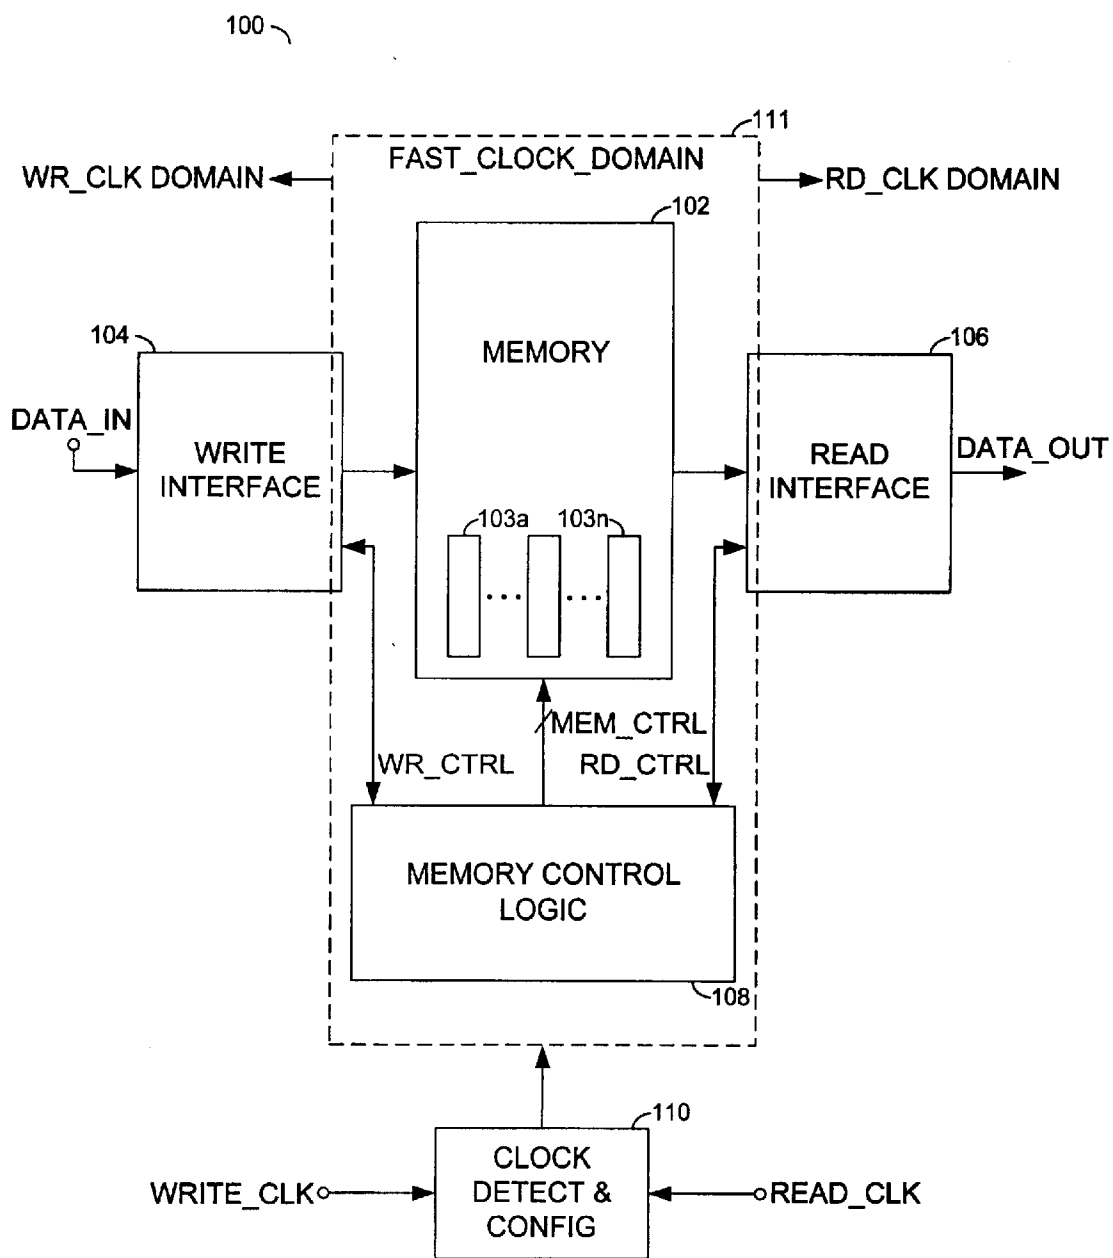 100
111
FAST_CLOCK_DOMAIN
WR_CLK DOMAIN
RD_CLK DOMAIN
102
104
MEMORY
106
DATA_IN
WRITE
INTERFACE
READ
INTERFACE
DATA_OUT
103a
103n
MEM_CTRL
WR_CTRL
RD_CTRL
MEMORY CONTROL
LOGIC
108
110
CLOCK
DETECT &
CONFIG
WRITE_CLK
READ_CLK